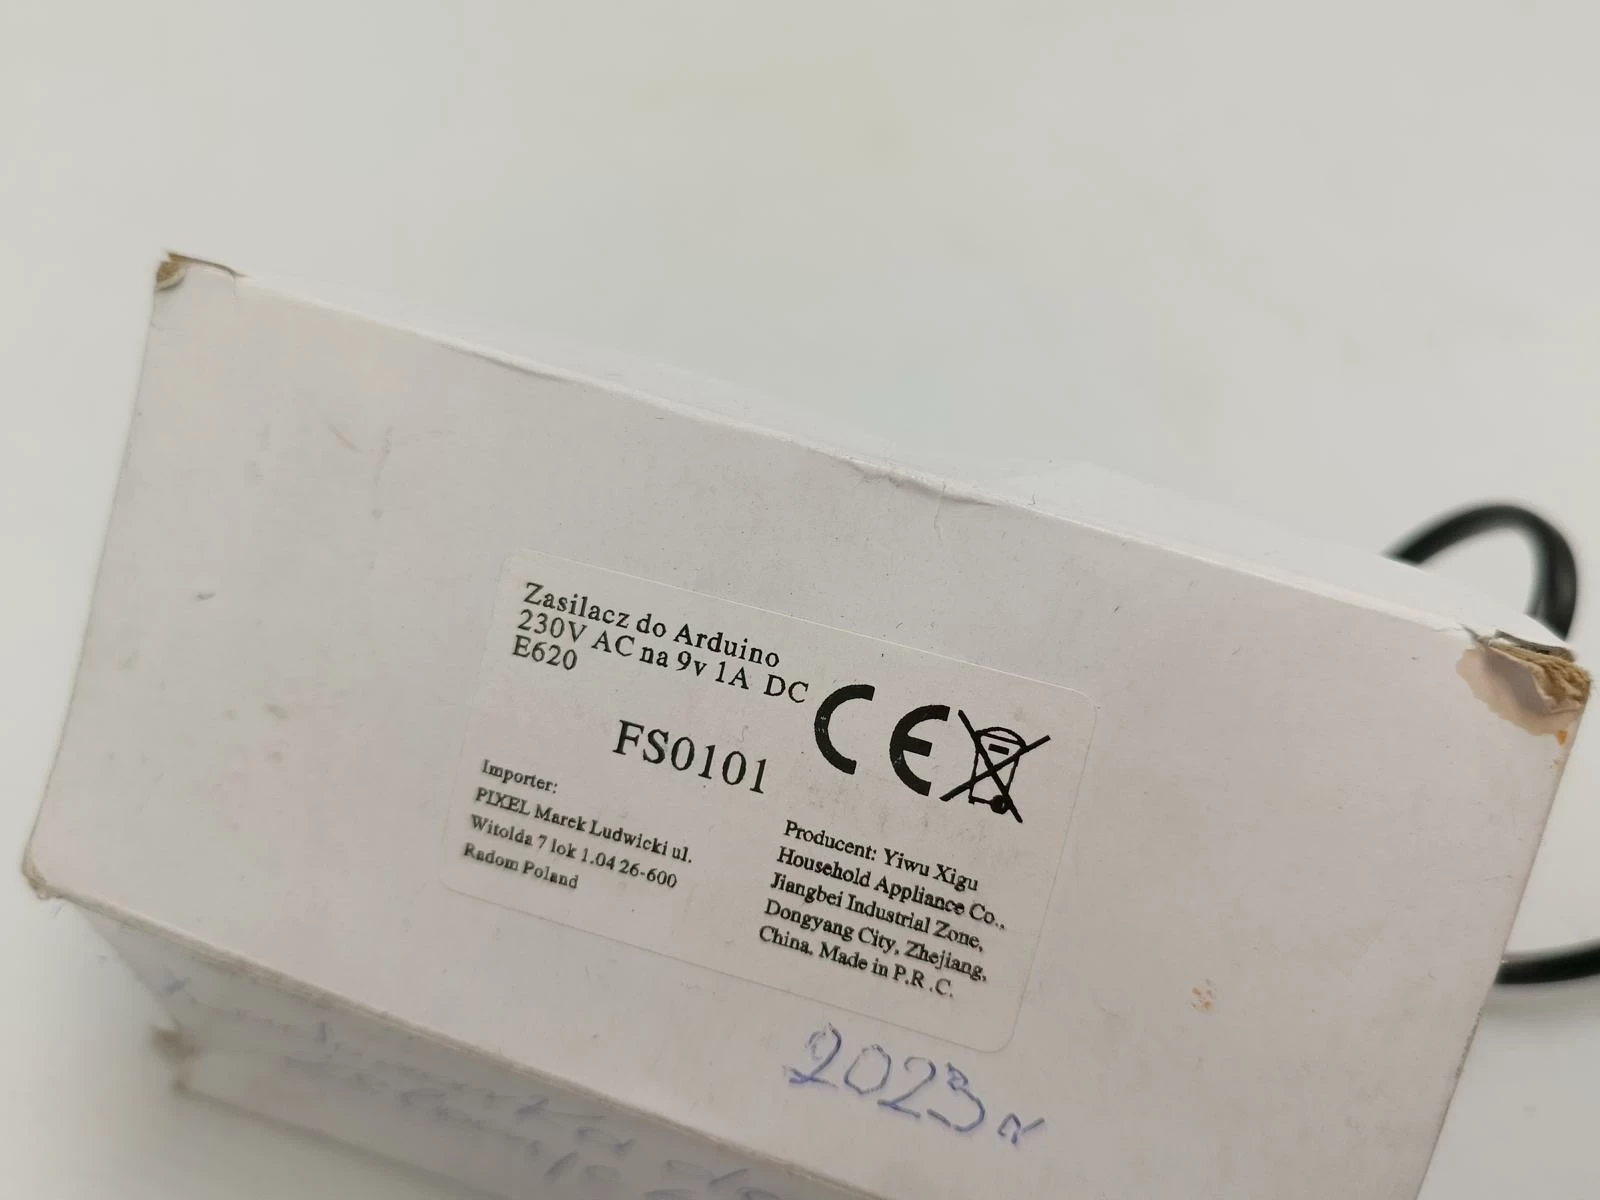 Zasilacz do Arduino
230V AC na 9v 1A DC
E620
CE
FS0101
Importer:
PIXEL Marek Ludwicki ul.
Witolda 7 lok 1.04 26-600
Radom Poland
Producent: Yiwu Xigu
Household Appliance Co.,
Jiangbei Industrial Zone,
Dongyang City, Zhejiang,
China. Made in P.R .C.
2023 r